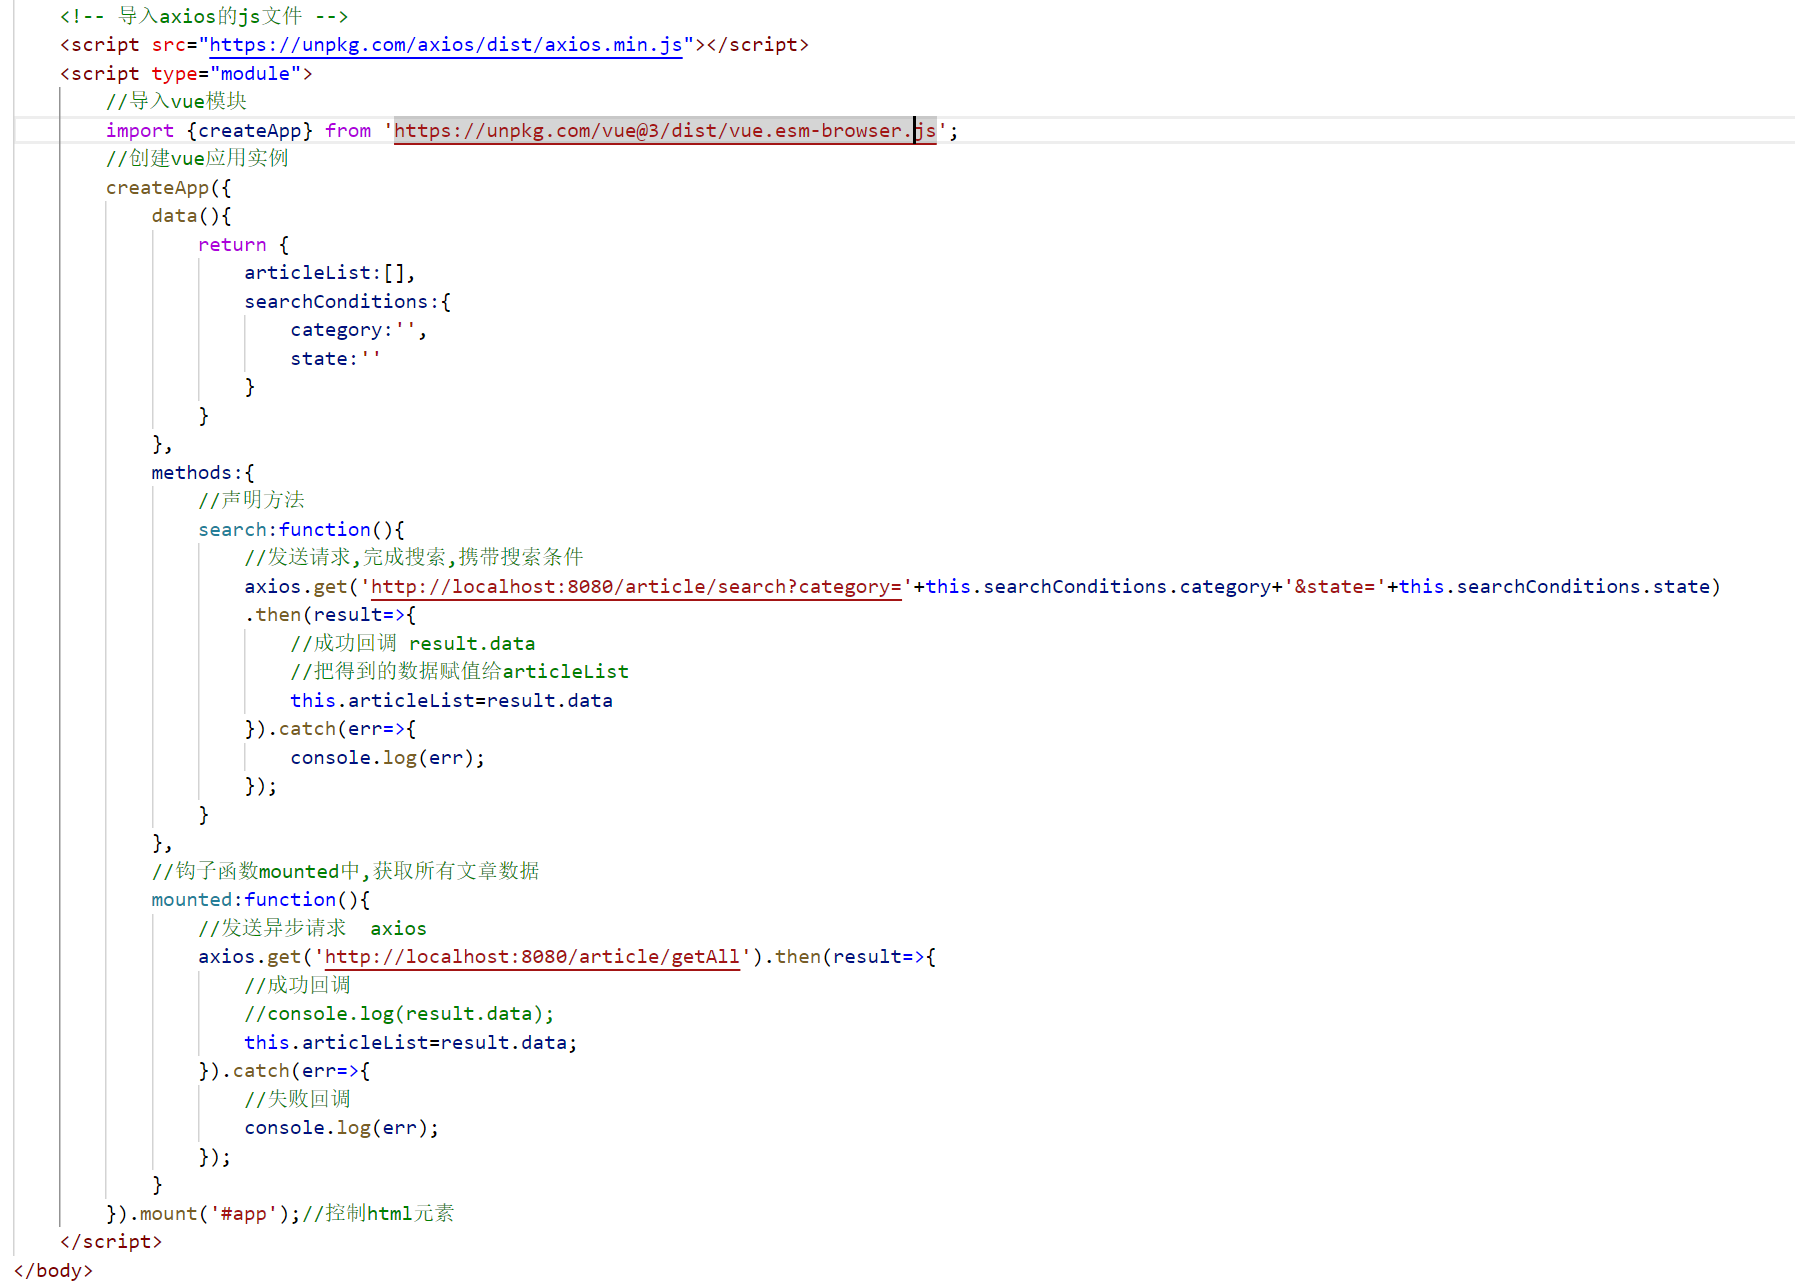 <!-- 导入axios的js文件 -->
<script src="https://unpkg.com/axios/dist/axios.min.js"></script>
<script type="module">
//导入vue模块
import {createApp} from 'https://unpkg.com/vue@3/dist/vue.esm-browser.js';
//创建vue应用实例
createApp({
data(){
return {
articleList:[],
searchConditions:{
category:'',
state:''
}
}
},
methods:{
//声明方法
search:function(){
//发送请求,完成搜索,携带搜索条件
axios.get('http://localhost:8080/article/search?category='+this.searchConditions.category+'&state='+this.searchConditions.state)
.then(result=>{
//成功回调 result.data
//把得到的数据赋值给articleList
this.articleList=result.data
}).catch(err=>{
console.log(err);
});
}
},
//钩子函数mounted中,获取所有文章数据
mounted:function(){
//发送异步请求  axios
axios.get('http://localhost:8080/article/getAll').then(result=>{
//成功回调
//console.log(result.data);
this.articleList=result.data;
}).catch(err=>{
//失败回调
console.log(err);
});
}
}).mount('#app');//控制html元素
</script>
</body>